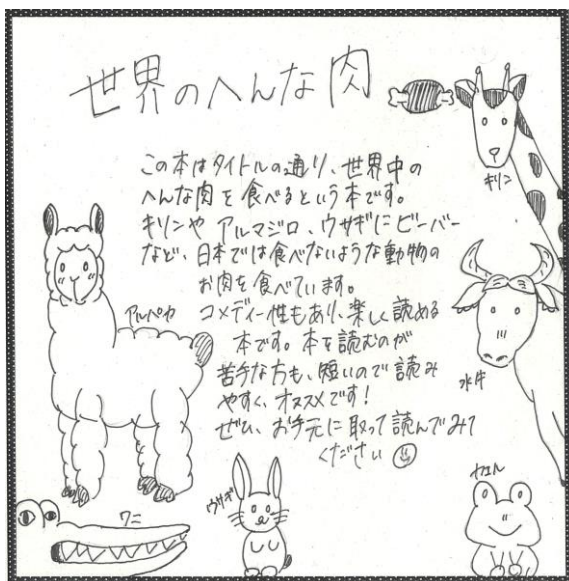 世界のへんな肉
この本はタイトルの通り、世界中の
へんな肉を食べるという本です。
キリンやアルマジロ、ウサギにビーバー
など、日本では食べないような動物の
お肉を食べています。
コメディー性もあり、楽しく読める
本です。本を読むのが
苦手な方も、短いので読み
やすく、オススメです!
ぜひ、お手元に取って読んでみて
ください
キリン
アルパカ
水牛
カエル
ウサギ
ワニ